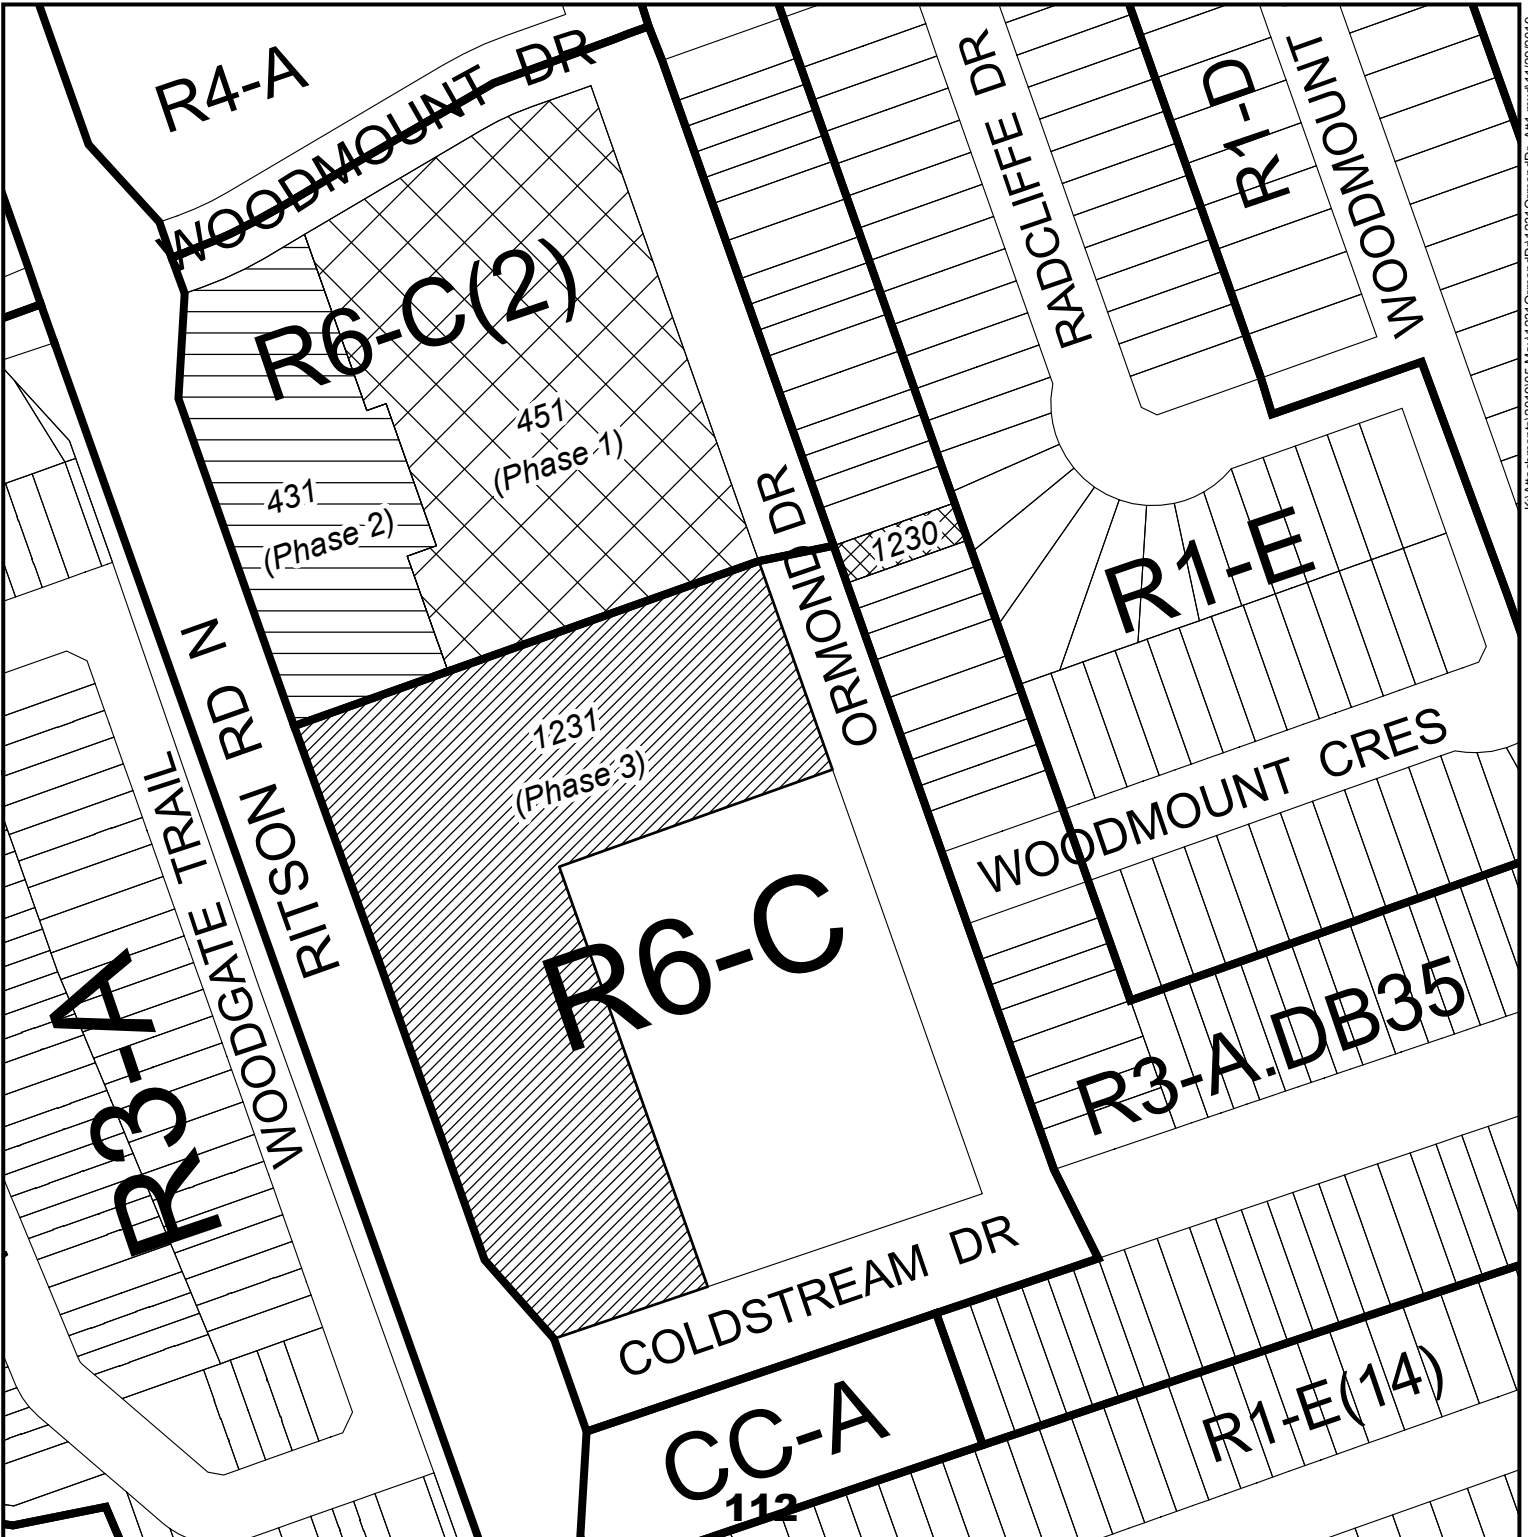 R4-A
WOODMOUNT DR
RADCLIFFE DR
R1-D
WOODMOUNT
R6-C(2)
451
(Phase 1)
431
(Phase 2)
ORMOND DR
1230
R1-E
RITSON RD N
1231
(Phase 3)
WOODGATE TRAIL
WOODMOUNT CRES
R6-C
R3-A
R3-A.DB35
COLDSTREAM DR
CC-A
R1-E(14)
112